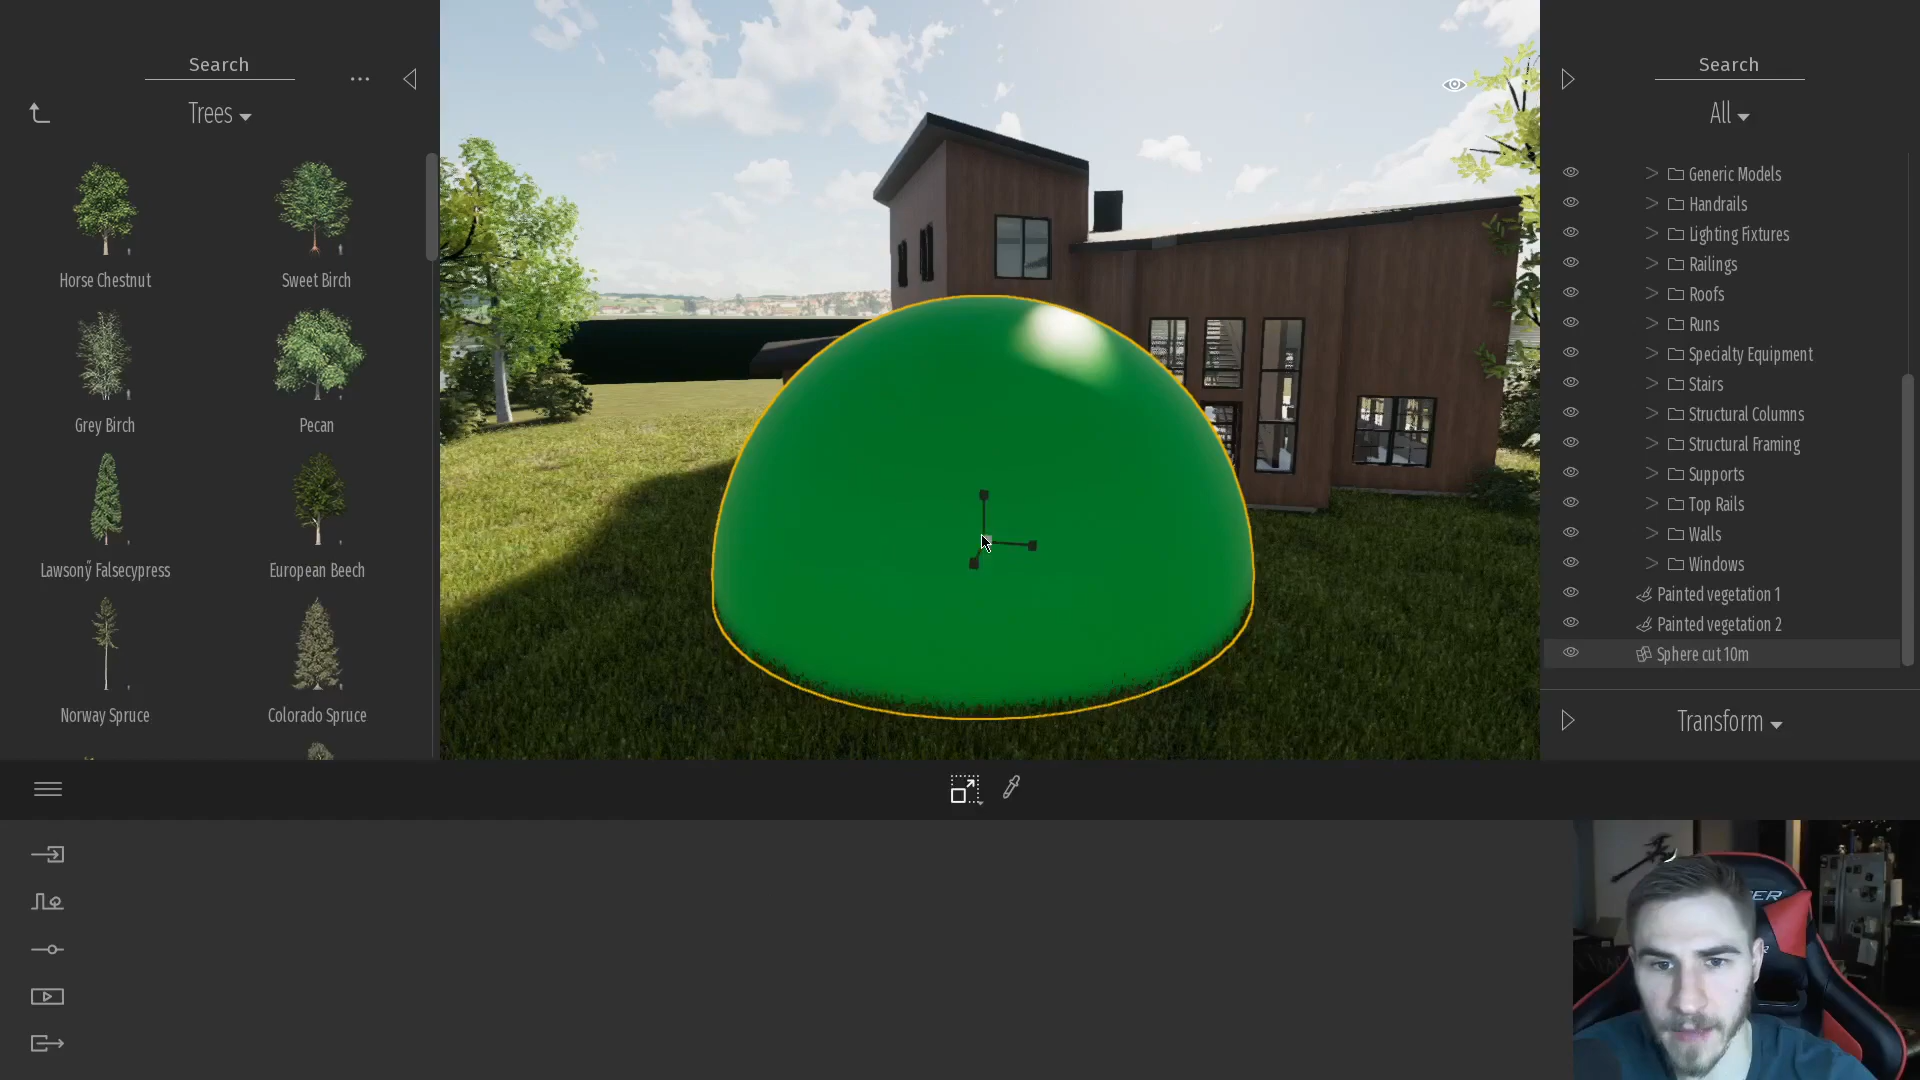 Search
Trees
Horse Chestnut
Sweet Birch
Grey Birch
Pecan
Lawsony Falsecypress
European Beech
Norway Spruce
Colorado Spruce
Search
All
Generic Models
Handrails
Lighting Fixtures
Railings
Roofs
Runs
Specialty Equipment
Stairs
Structural Columns
Structural Framing
Supports
Top Rails
Walls
Windows
Painted vegetation 1
Painted vegetation 2
Sphere cut 10m
Transform